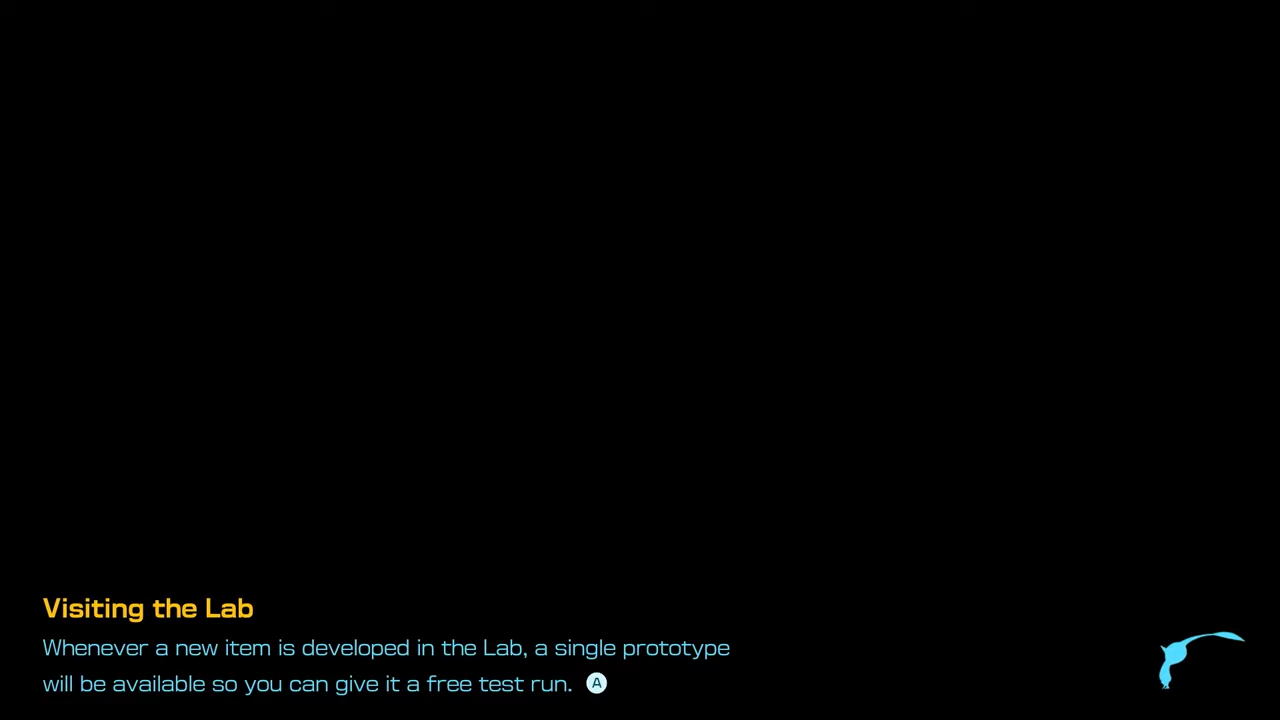 Visiting the Lab
Whenever a new item is developed in the Lab, a single prototype
will be available so you can give it a free test run. A